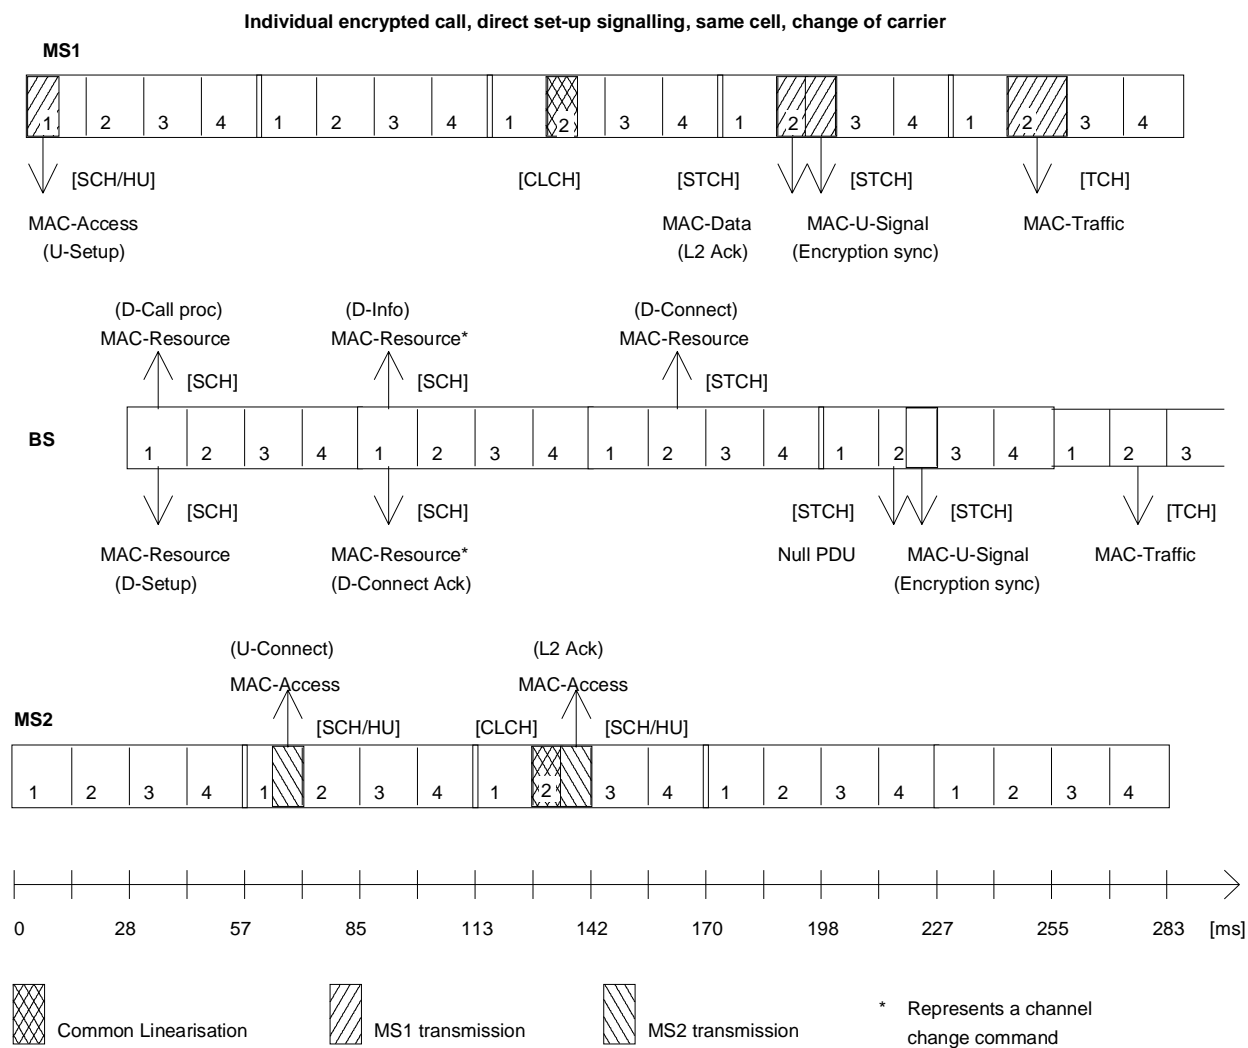 Individual encrypted call, direct set-up signalling, same cell, change of carrier
MS1
1 2 3 4 1 2 3 4 1 2 3 4 1 2 3 4 1 2 3 4
[SCH/HU] [CLCH] [STCH] [STCH] [TCH]
MAC-Access MAC-Data MAC-U-Signal MAC-Traffic
(U-Setup) (L2 Ack) (Encryption sync)
(D-Call proc) (D-Info) (D-Connect)
MAC-Resource MAC-Resource* MAC-Resource
[SCH] [SCH] [STCH]
BS
1 2 3 4 1 2 3 4 1 2 3 4 1 2 3 4 1 2 3
[SCH] [SCH] [STCH] [STCH] [TCH]
MAC-Resource MAC-Resource* Null PDU MAC-U-Signal MAC-Traffic
(D-Setup) (D-Connect Ack) (Encryption sync)
(U-Connect) (L2 Ack)
MAC-Access MAC-Access
MS2
[SCH/HU] [CLCH] [SCH/HU]
1 2 3 4 1 2 3 4 1 2 3 4 1 2 3 4 1 2 3 4
0 28 57 85 113 142 170 198 227 255 283 [ms]
Common Linearisation MS1 transmission MS2 transmission * Represents a channel
change command